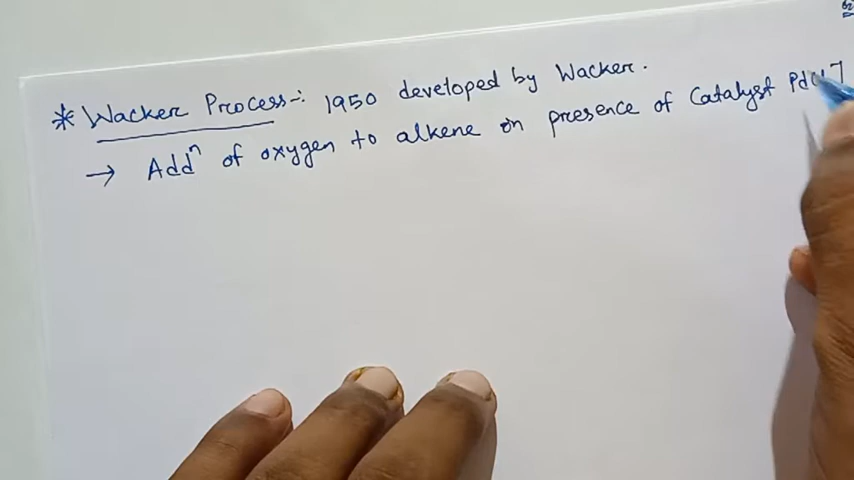 * Wacker Process :- 1950 developed by Wacker.
→ Addⁿ of oxygen to alkene in presence of Catalyst